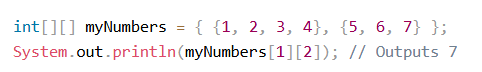 int[][] myNumbers = { {1, 2, 3, 4}, {5, 6, 7} };
System.out.println(myNumbers[1][2]); // Outputs 7